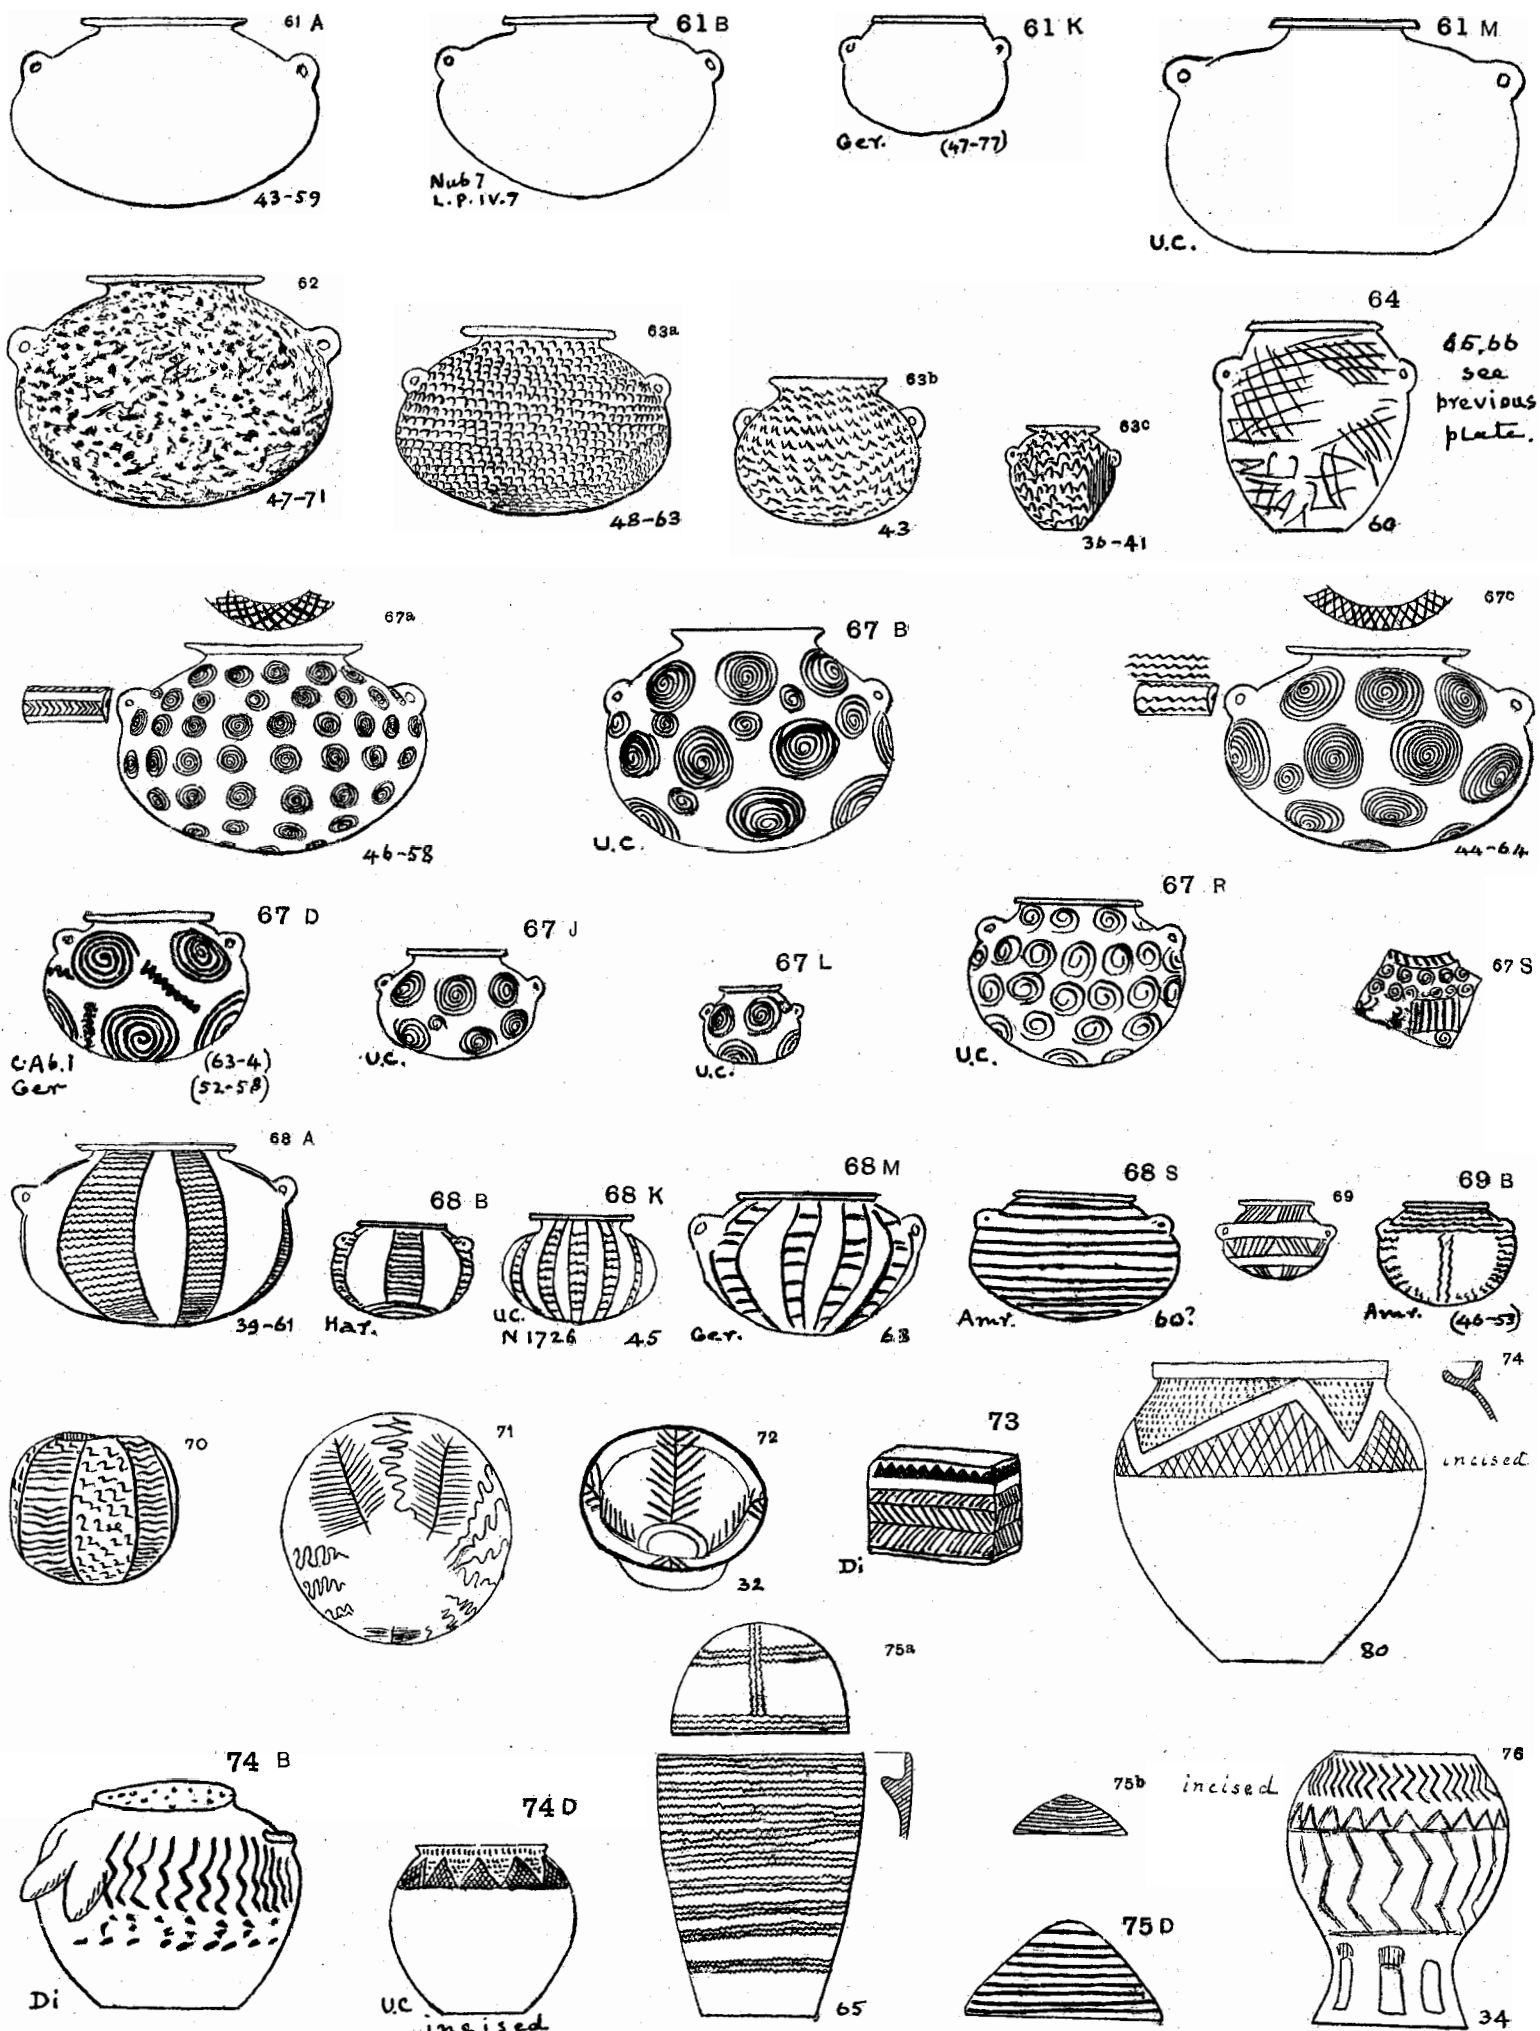 61 A
61 B
61 K
61 M
43-59
Nub 7
L.P. IV.7
Ger. (47-77)
U.C.
62
47-71
63a
48-63
63b
43
63c
36-41
64
60
65,66
see
previous
plate.
67a
46-58
67 B
U.C.
67c
44-64
67 D
C.Ab.1
Ger
(63-4)
(52-58)
67 J
U.C.
67 L
U.C.
67 R
U.C.
67 S
68 A
39-61
68 B
Har.
68 K
U.C.
N 1726
45
68 M
Ger.
63
68 S
Amr.
60?
69
69 B
Amr. (46-53)
70
71
72
32
73
Di
74
incised
80
74 B
Di
74 D
U.C
incised
75a
65
75b
incised
75 D
76
34